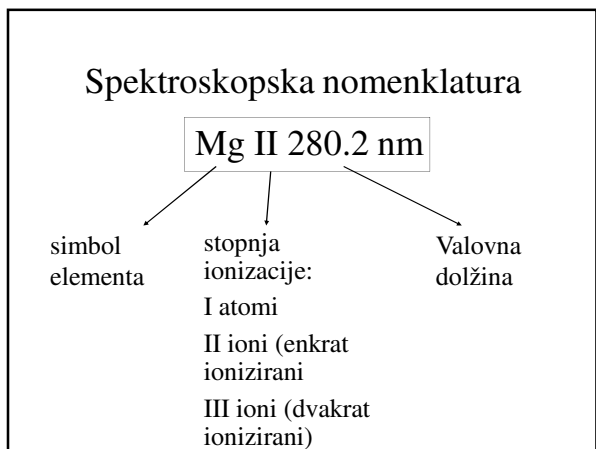 Spektroskopska nomenklatura
Mg II 280.2 nm
simbol
elementa
stopnja
ionizacije:
I atomi
II ioni (enkrat
ionizirani
III ioni (dvakrat
ionizirani)
Valovna
dolžina